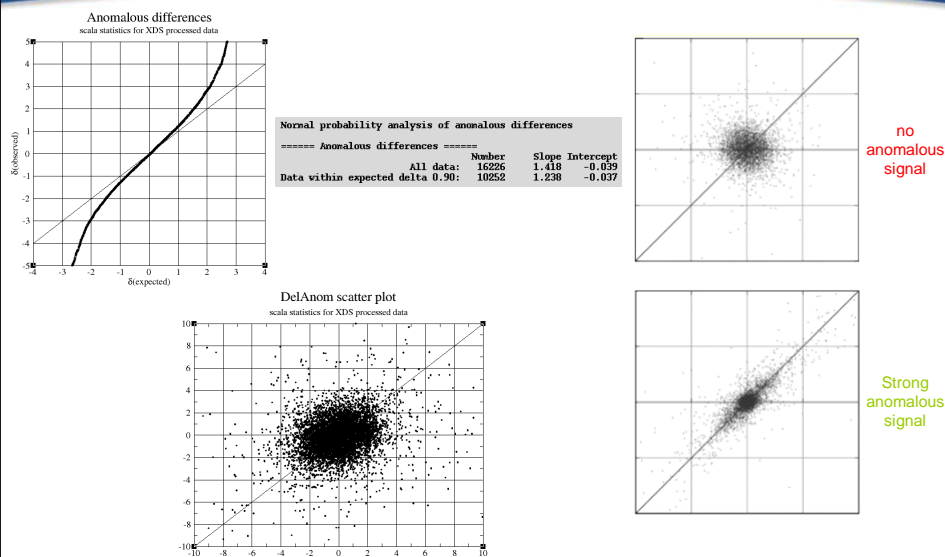 Anomalous differences
scala statistics for XDS processed data
5
4
3
2
1
0
-1
-2
-3
-4
-5
δ(observed)
-4 -3 -2 -1 0 1 2 3 4
δ(expected)
Normal probability analysis of anomalous differences
====== Anomalous differences ======
Number Slope Intercept
All data: 16226 1.418 -0.039
Data within expected delta 0.90: 10252 1.238 -0.037
no
anomalous
signal
DelAnom scatter plot
scala statistics for XDS processed data
10
8
6
4
2
0
-2
-4
-6
-8
-10
-10 -8 -6 -4 -2 0 2 4 6 8 10
Strong
anomalous
signal